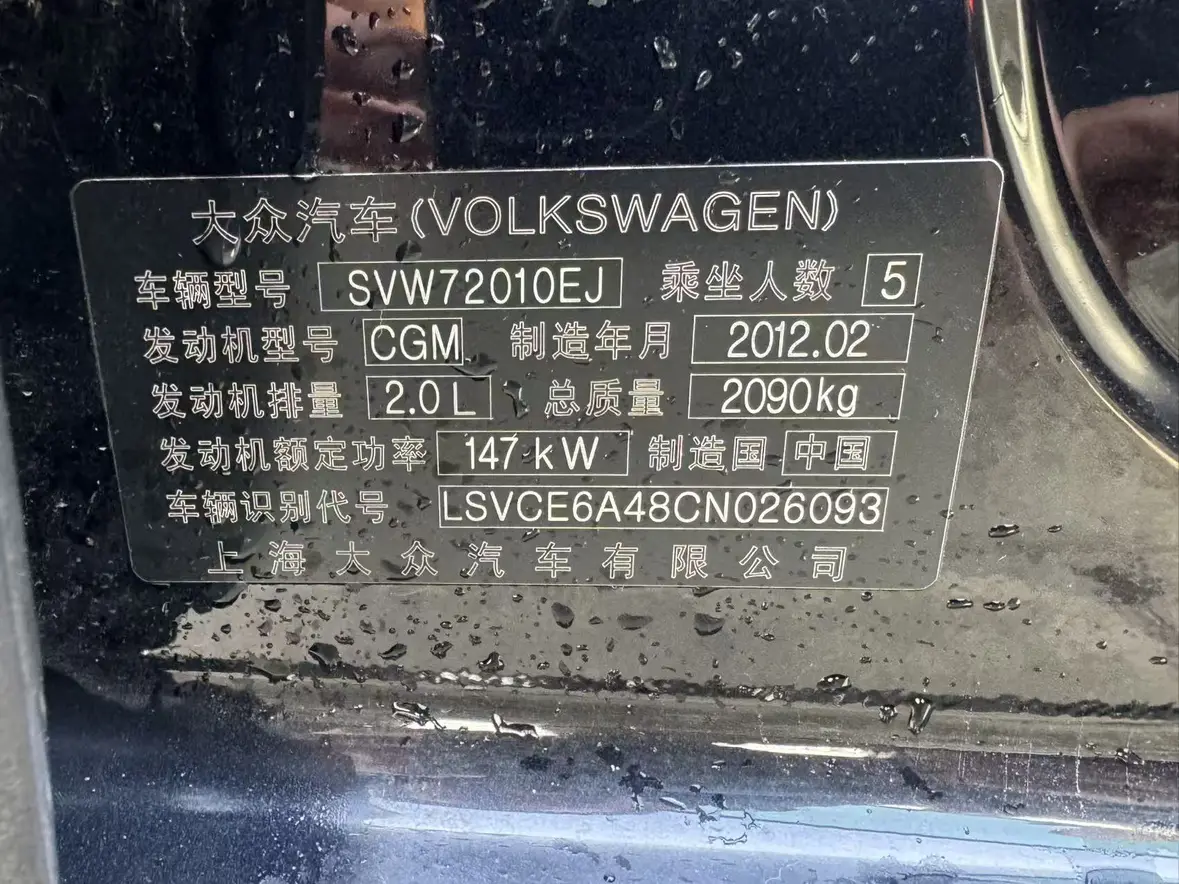 大众汽车(VOLKSWAGEN)
车辆型号 SVW72010EJ 乘坐人数 5
发动机型号 CGM 制造年月 2012.02
发动机排量 2.0L 总质量 2090kg
发动机额定功率 147kW 制造国 中国
车辆识别代号 LSVCE6A48CN026093
上海大众汽车有限公司